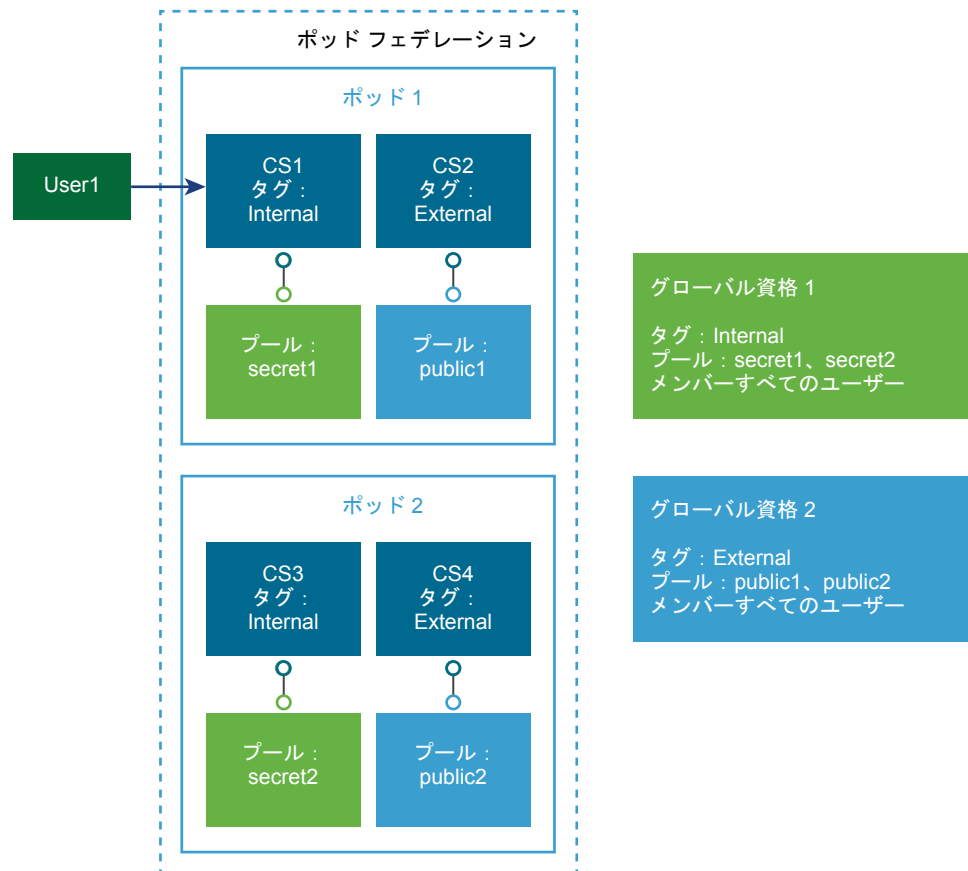 ポッド フェデレーション
ポッド 1
User1
CS1
タグ：
Internal
CS2
タグ：
External
プール：
secret1
プール：
public1
グローバル資格 1
タグ：Internal
プール：secret1、secret2
メンバーすべてのユーザー
ポッド 2
CS3
タグ：
Internal
CS4
タグ：
External
プール：
secret2
プール：
public2
グローバル資格 2
タグ：External
プール：public1、public2
メンバーすべてのユーザー